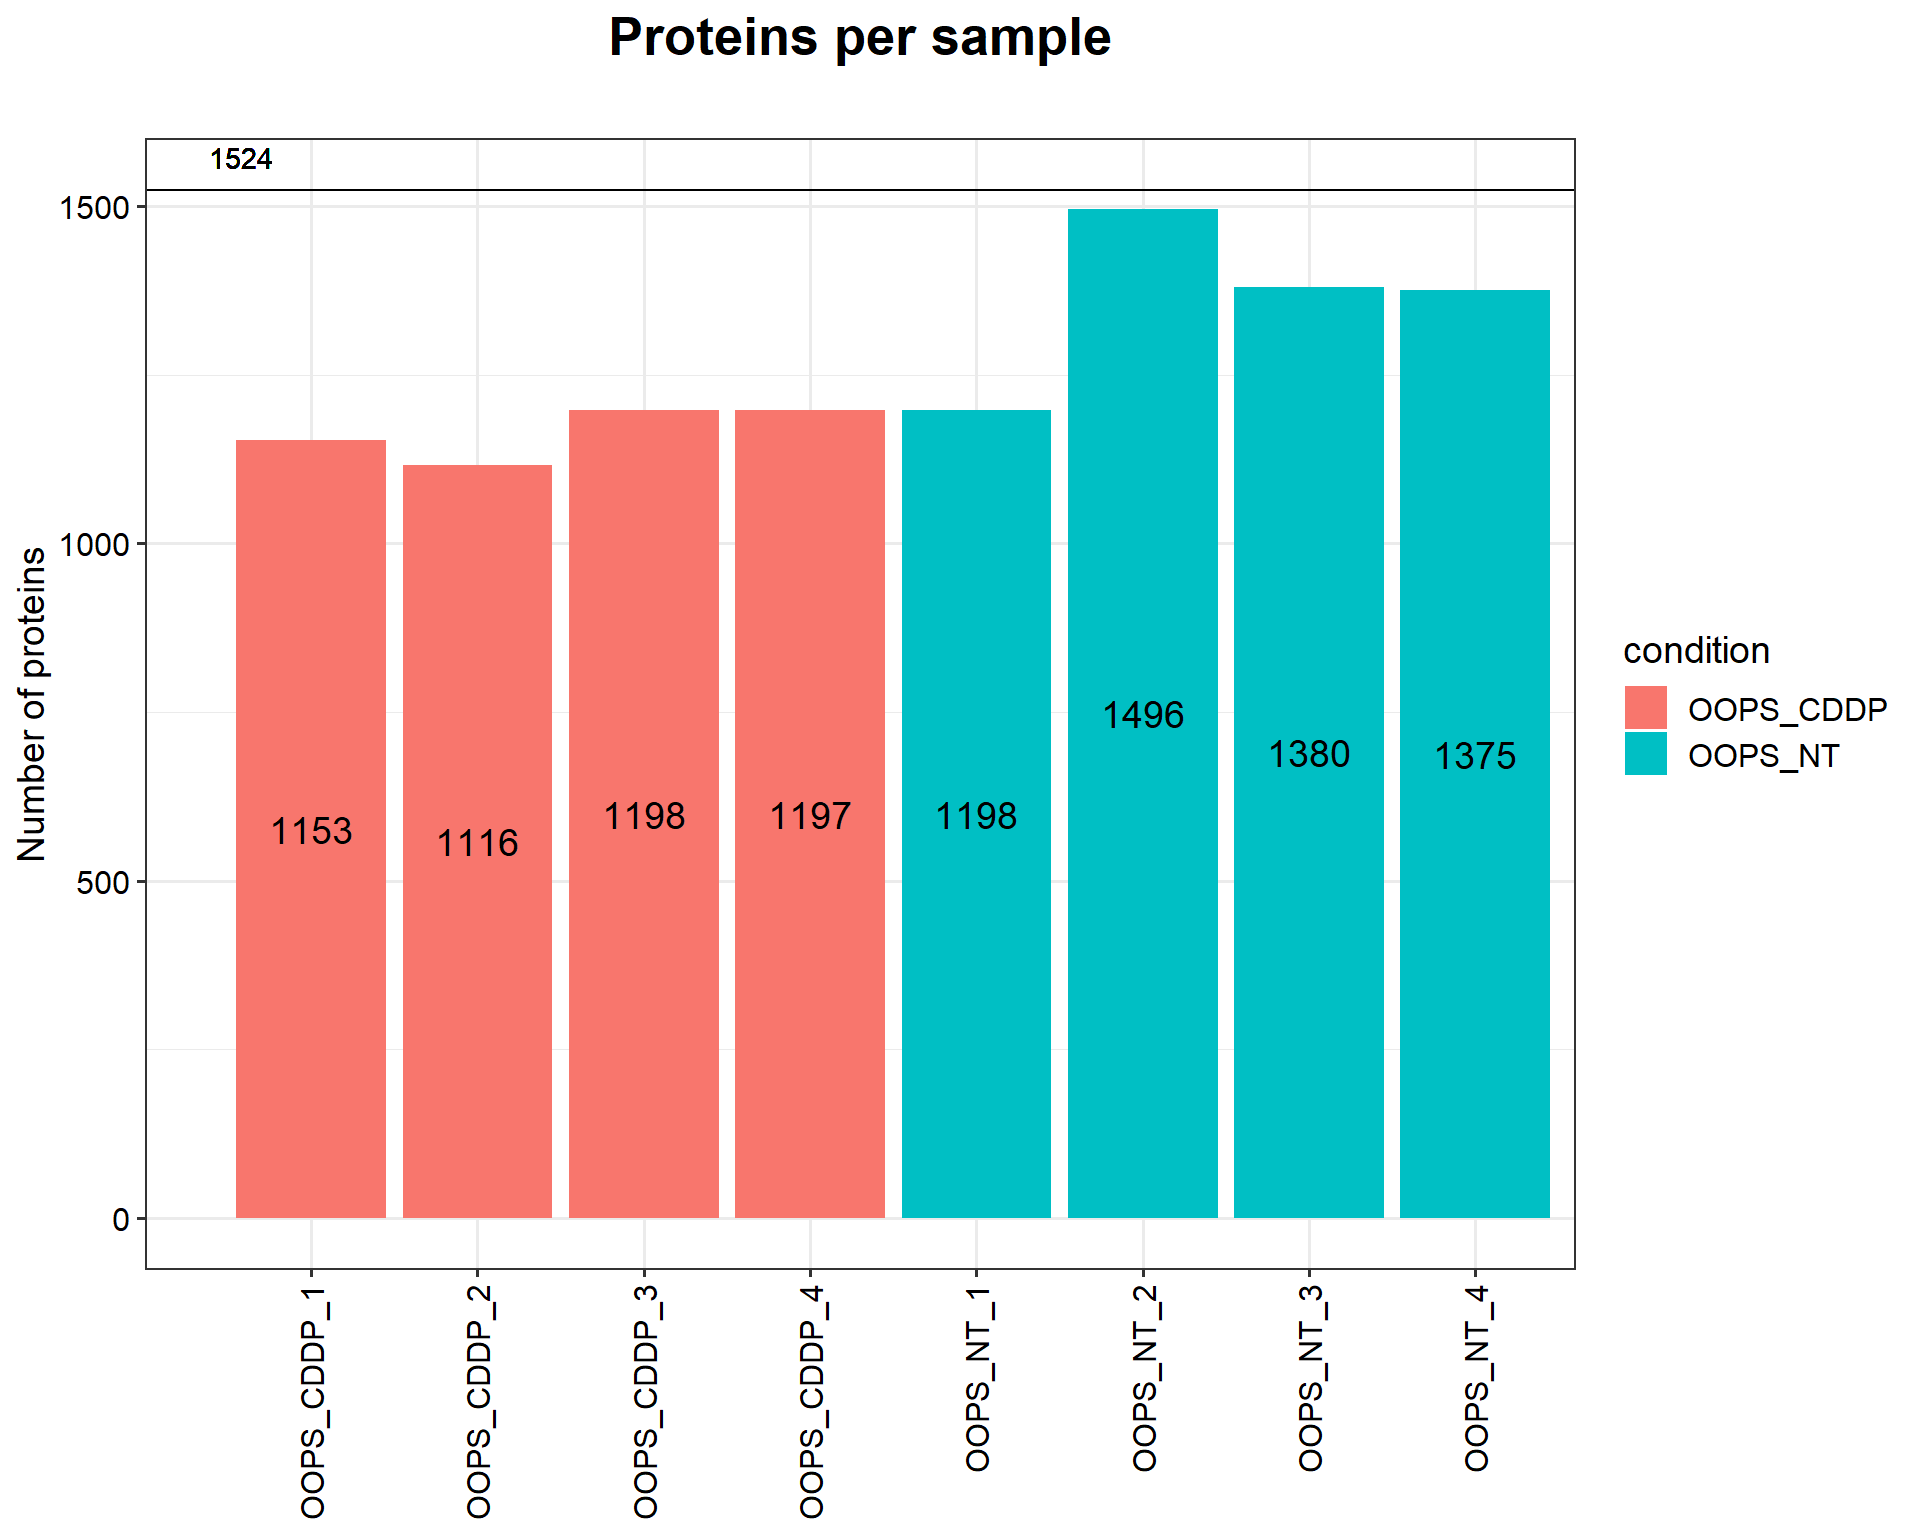 Proteins per sample
1524
1500
1000
500
0
Number of proteins
1153
1116
1198
1197
1198
1496
1380
1375
OOPS_CDDP_1
OOPS_CDDP_2
OOPS_CDDP_3
OOPS_CDDP_4
OOPS_NT_1
OOPS_NT_2
OOPS_NT_3
OOPS_NT_4
condition
OOPS_CDDP
OOPS_NT